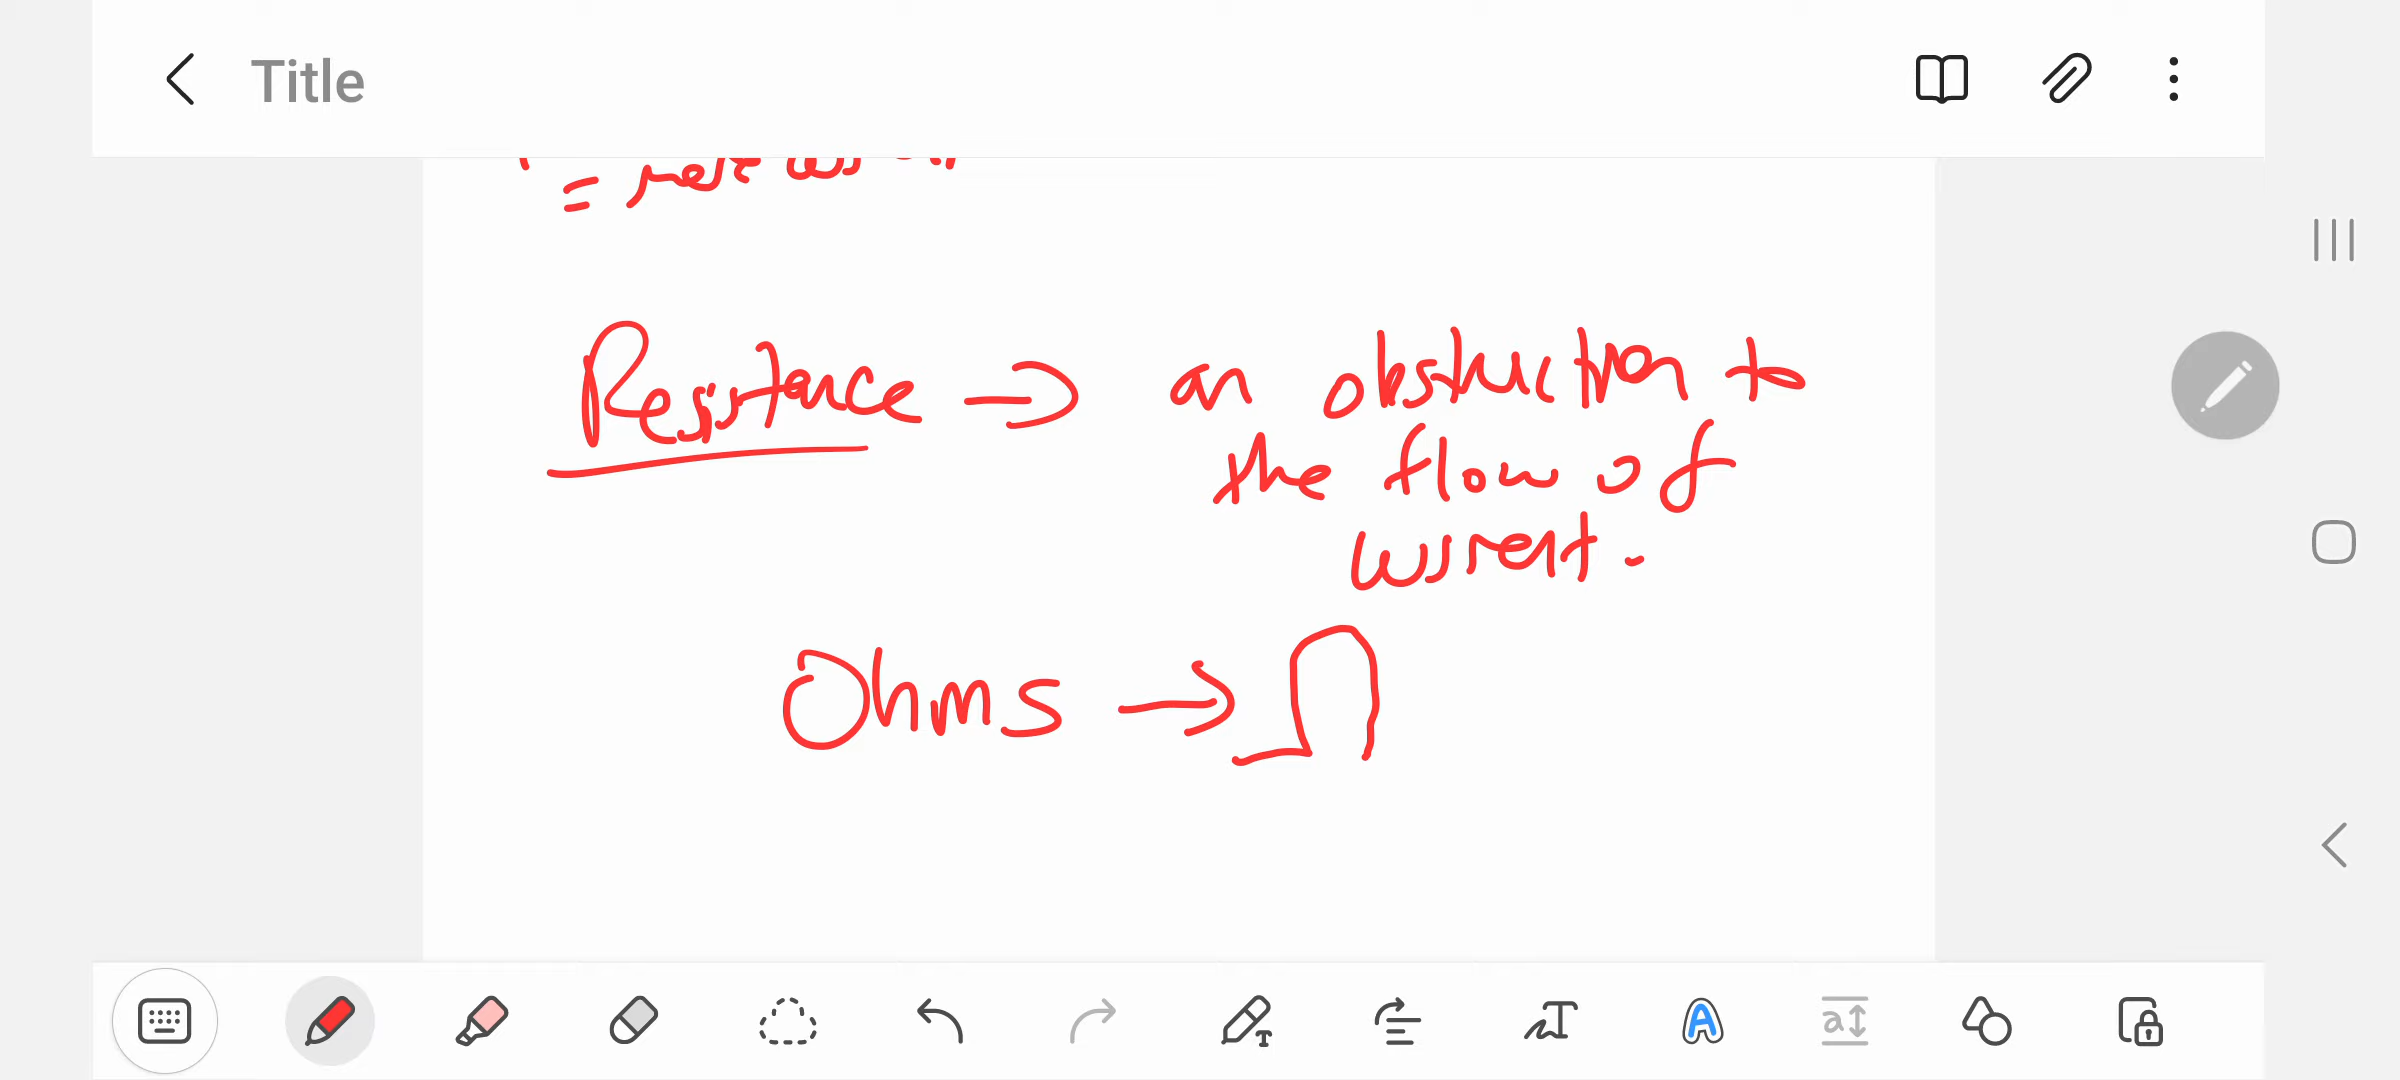 Title
=
Resistance → an obstruction to
the flow of
current.
Ohms → Ω